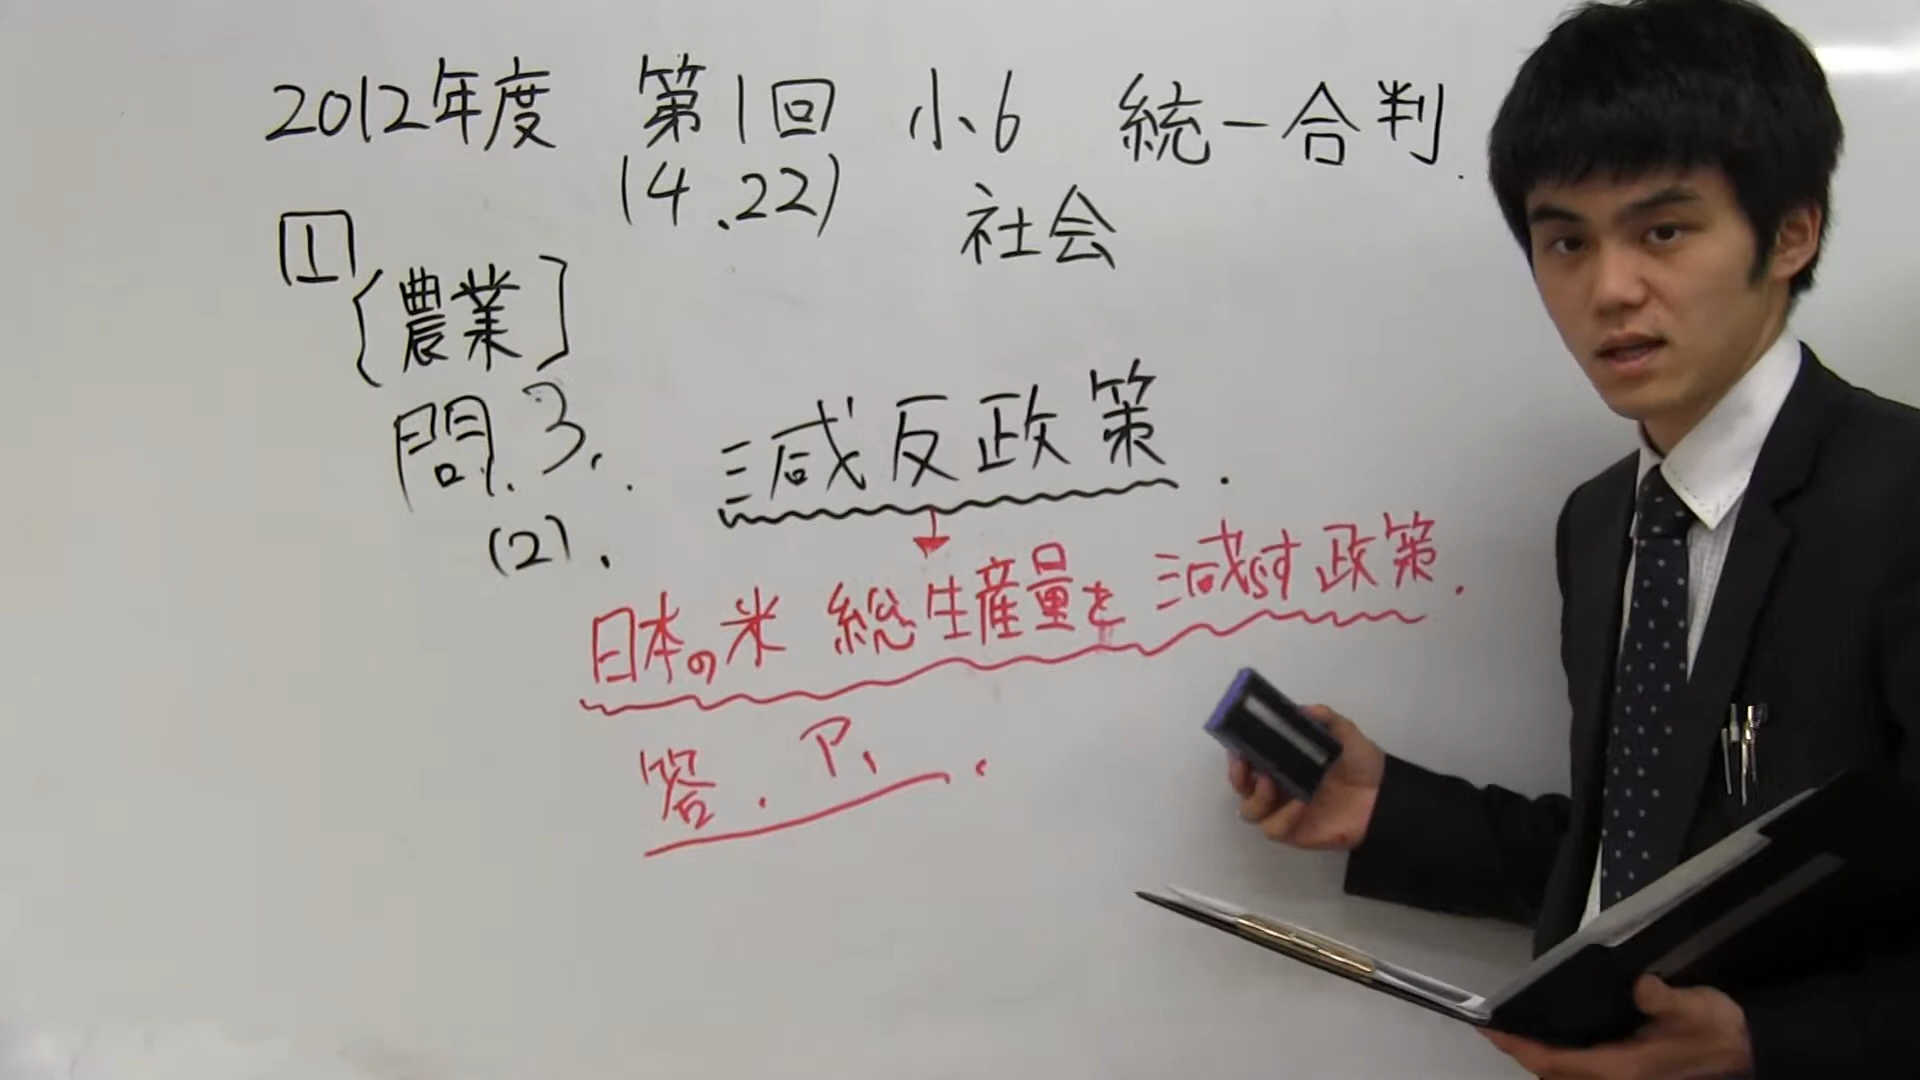 2012年度 第1回 小6 統一合判
(4.22) 社会
1
[農業]
問.3.
減反政策.
(2).
日本の米 総生産量を 減らす政策.
答. ア.